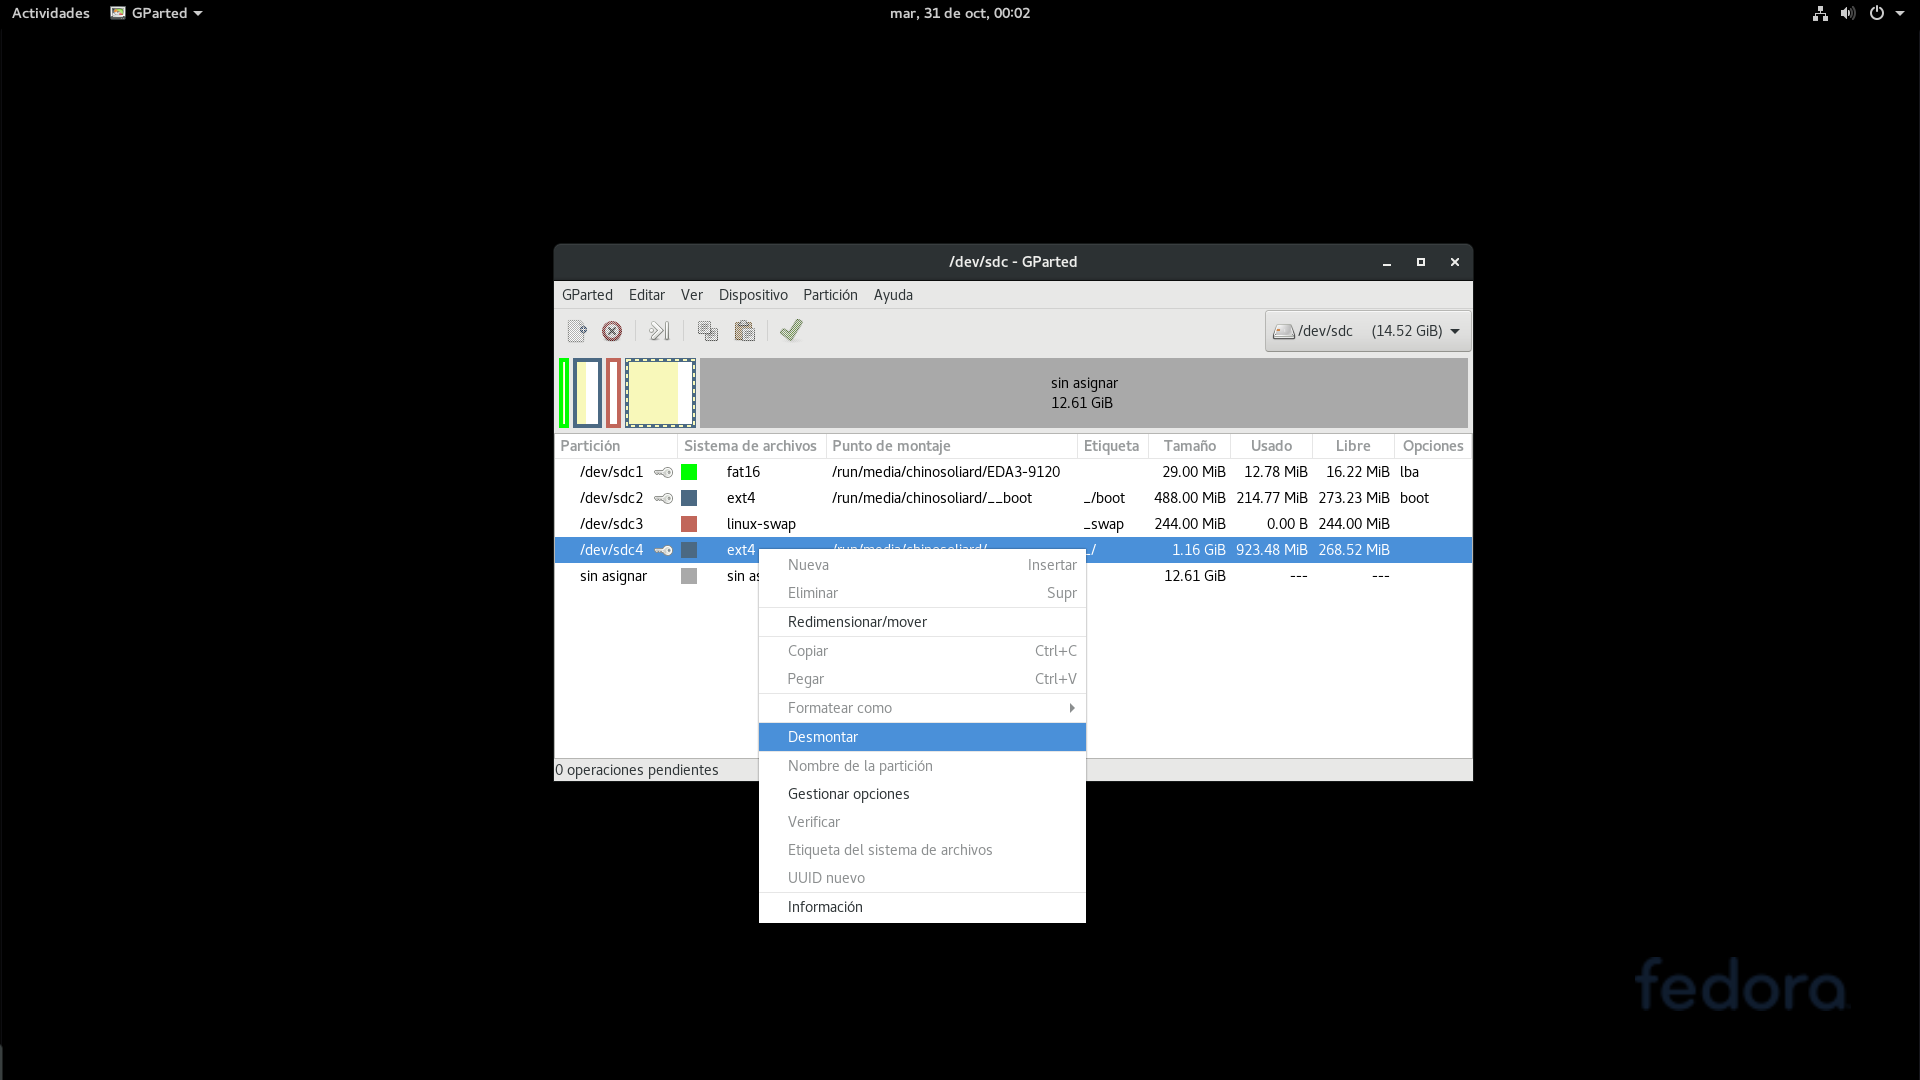 Actividades GParted mar, 31 de oct, 00:02
/dev/sdc - GParted
GParted Editar Ver Dispositivo Partición Ayuda
/dev/sdc (14.52 GiB)
sin asignar
12.61 GiB
Partición Sistema de archivos Punto de montaje Etiqueta Tamaño Usado Libre Opciones
/dev/sdc1 fat16 /run/media/chinosoliard/EDA3-9120 29.00 MiB 12.78 MiB 16.22 MiB lba
/dev/sdc2 ext4 /run/media/chinosoliard/__boot _/boot 488.00 MiB 214.77 MiB 273.23 MiB boot
/dev/sdc3 linux-swap _swap 244.00 MiB 0.00 B 244.00 MiB
/dev/sdc4 ext4 /run/media/chinosoliard/ _/ 1.16 GiB 923.48 MiB 268.52 MiB
sin asignar sin as 12.61 GiB --- ---
Nueva Insertar
Eliminar Supr
Redimensionar/mover
Copiar Ctrl+C
Pegar Ctrl+V
Formatear como
Desmontar
Nombre de la partición
Gestionar opciones
Verificar
Etiqueta del sistema de archivos
UUID nuevo
Información
0 operaciones pendientes
fedora